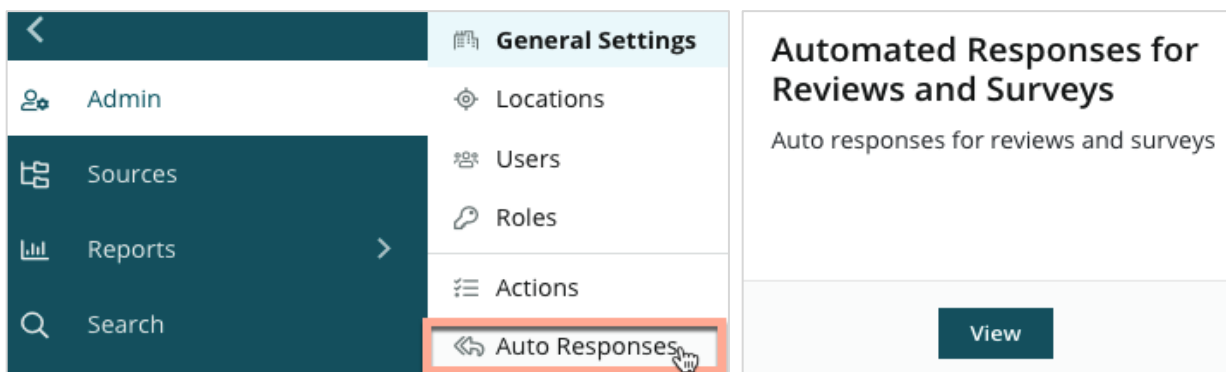 Admin
Sources
Reports
Search
General Settings
Locations
Users
Roles
Actions
Auto Responses
Automated Responses for
Reviews and Surveys
Auto responses for reviews and surveys
View